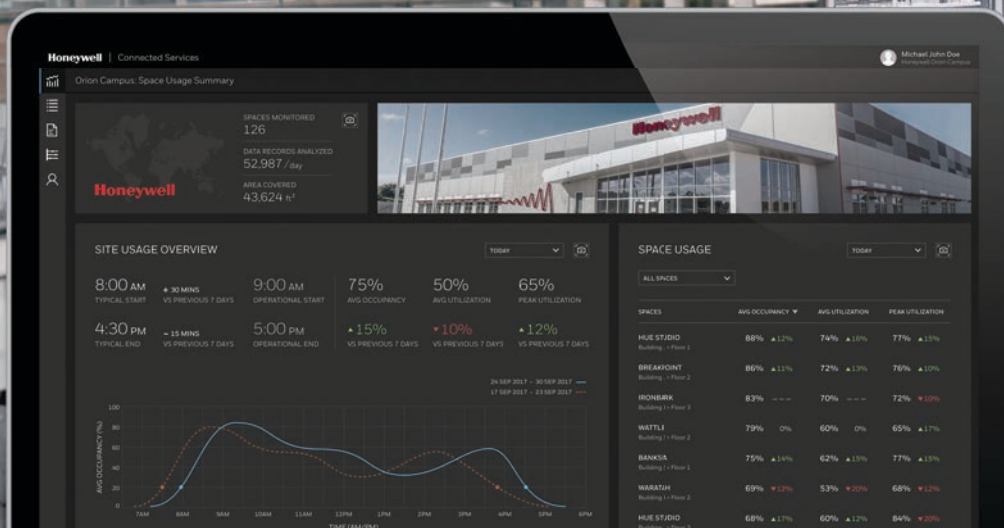 Honeywell | Connected Services
Michael John Doe
Honeywell Orion Campus
Orion Campus: Space Usage Summary
Honeywell
SPACES MONITORED
126
DATA RECORDS ANALYZED
52,987 / day
AREA COVERED
43,624 ft²
Honeywell
SITE USAGE OVERVIEW
TODAY
8:00 AM
TYPICAL START
+ 30 MINS
VS PREVIOUS 7 DAYS
9:00 AM
OPERATIONAL START
75%
AVG OCCUPANCY
50%
AVG UTILIZATION
65%
PEAK UTILIZATION
4:30 PM
TYPICAL END
– 15 MINS
VS PREVIOUS 7 DAYS
5:00 PM
OPERATIONAL END
▲15%
VS PREVIOUS 7 DAYS
▼10%
VS PREVIOUS 7 DAYS
▲12%
VS PREVIOUS 7 DAYS
24 SEP 2017 - 30 SEP 2017
17 SEP 2017 - 23 SEP 2017
AVG OCCUPANCY (%)
100
80
60
40
20
0
7AM 8AM 9AM 10AM 11AM 12PM 1PM 2PM 3PM 4PM 5PM 6PM
TIME (AM/PM)
SPACE USAGE
TODAY
ALL SPACES
SPACES AVG OCCUPANCY ▼ AVG UTILIZATION PEAK UTILIZATION
HUE STUDIO 88% ▲12% 74% ▲16% 77% ▲15%
Floor 1
BREAKPOINT 86% ▲11% 72% ▲13% 76% ▲10%
Floor 2
IRONBARK 83% --- 70% --- 72% ▼10%
Building 1 > Floor 3
WATTLE 79% 0% 60% 0% 65% ▲17%
Floor 2
BANKSIA 75% ▲14% 62% ▲15% 77% ▲15%
Floor 1
WARATAH 69% ▼12% 53% ▼20% 68% ▼12%
Building 1 > Floor 2
HUE STUDIO 68% ▲17% 60% ▲12% 84% ▼20%